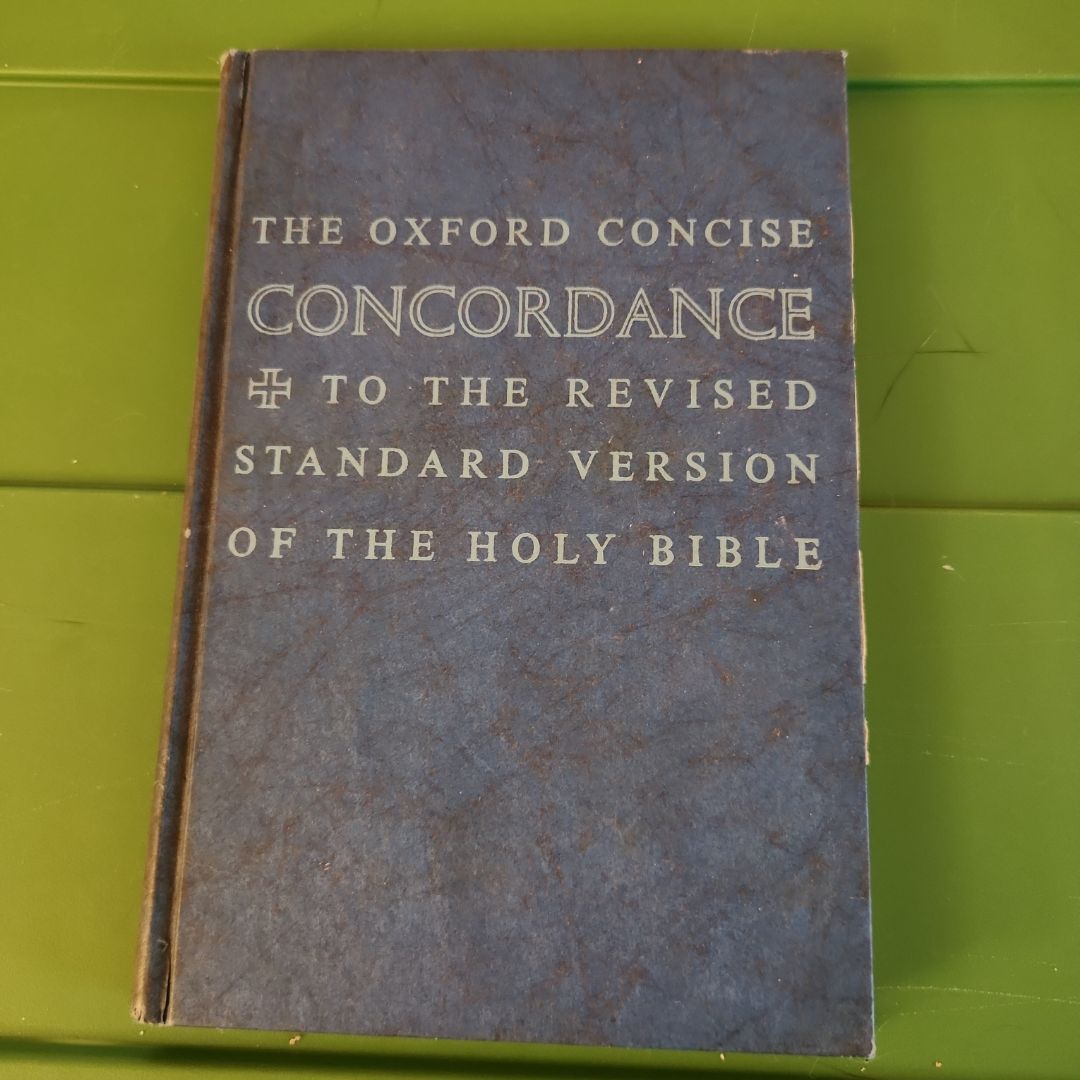 THE OXFORD CONCISE
CONCORDANCE
✠ TO THE REVISED
STANDARD VERSION
OF THE HOLY BIBLE